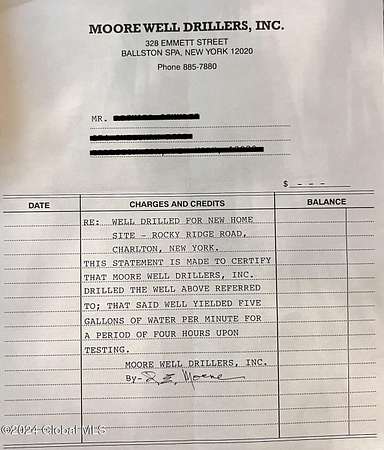 MOORE WELL DRILLERS, INC.
328 EMMETT STREET
BALLSTON SPA, NEW YORK 12020
Phone 885-7880
MR.
$ - - -
DATE CHARGES AND CREDITS BALANCE
RE: WELL DRILLED FOR NEW HOME
SITE - ROCKY RIDGE ROAD,
CHARLTON, NEW YORK.
THIS STATEMENT IS MADE TO CERTIFY
THAT MOORE WELL DRILLERS, INC.
DRILLED THE WELL ABOVE REFERRED
TO; THAT SAID WELL YIELDED FIVE
GALLONS OF WATER PER MINUTE FOR
A PERIOD OF FOUR HOURS UPON
TESTING.
MOORE WELL DRILLERS, INC.
By- R.E. Moore
©2024 Global MLS